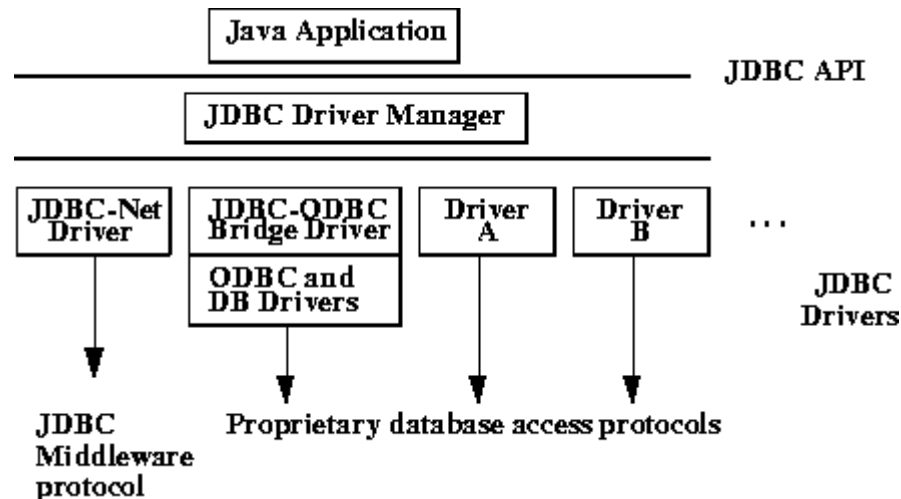 Java Application
JDBC API
JDBC Driver Manager
JDBC-Net
Driver
JDBC-ODBC
Bridge Driver
ODBC and
DB Drivers
Driver
A
Driver
B
...
JDBC
Drivers
JDBC
Middleware
protocol
Proprietary database access protocols